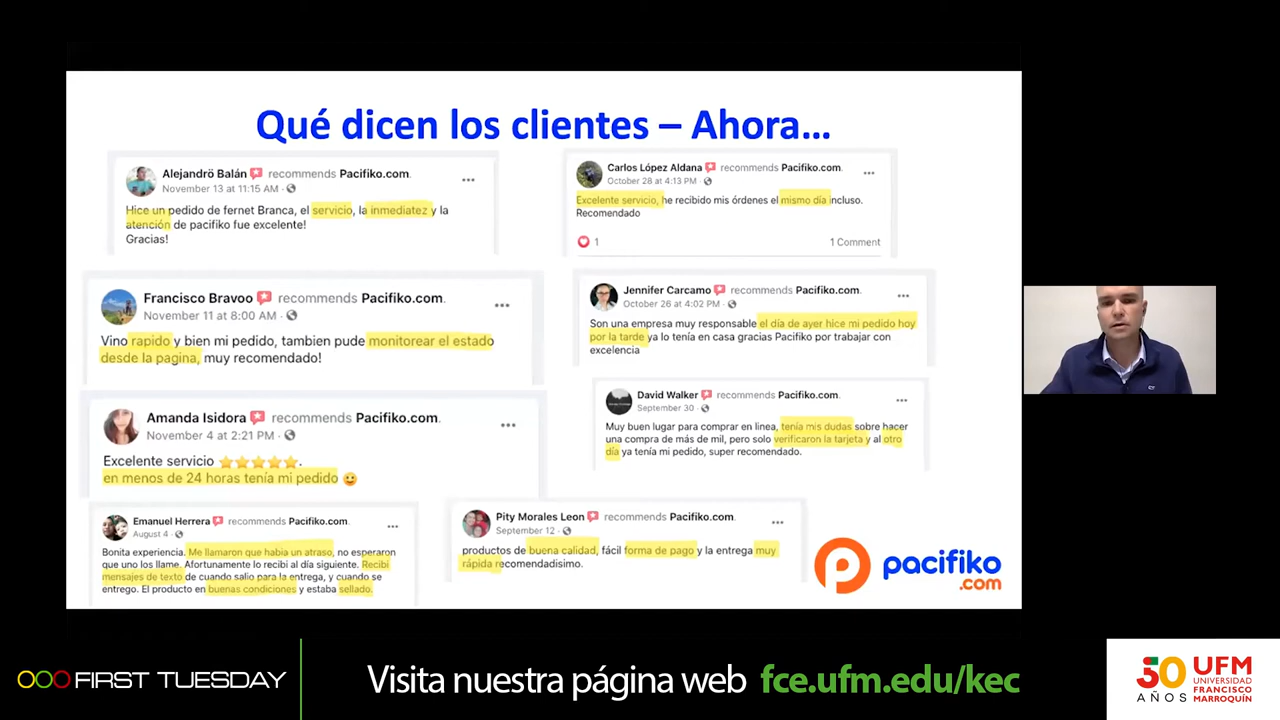 Qué dicen los clientes – Ahora...
Alejandrö Balán recommends Pacifiko.com.
November 13 at 11:15 AM ·
Hice un pedido de fernet Branca, el servicio, la inmediatez y la
atención de pacifiko fue excelente!
Gracias!
Carlos López Aldana recommends Pacifiko.com.
October 28 at 4:13 PM ·
Excelente servicio, he recibido mis órdenes el mismo día incluso.
Recomendado
1
1 Comment
Francisco Bravoo recommends Pacifiko.com.
November 11 at 8:00 AM ·
Vino rapido y bien mi pedido, tambien pude monitorear el estado
desde la pagina, muy recomendado!
Jennifer Carcamo recommends Pacifiko.com.
October 26 at 4:02 PM ·
Son una empresa muy responsable el día de ayer hice mi pedido hoy
por la tarde ya lo tenía en casa gracias Pacifiko por trabajar con
excelencia
Amanda Isidora recommends Pacifiko.com.
November 4 at 2:21 PM ·
Excelente servicio ⭐⭐⭐⭐⭐.
en menos de 24 horas tenía mi pedido 😀
David Walker recommends Pacifiko.com.
September 30 ·
Muy buen lugar para comprar en linea, tenía mis dudas sobre hacer
una compra de más de mil, pero solo verificaron la tarjeta y al otro
día ya tenía mi pedido, super recomendado.
Emanuel Herrera recommends Pacifiko.com.
August 4 ·
Bonita experiencia. Me llamaron que habia un atraso, no esperaron
que uno los llame. Afortunamente lo recibi al día siguiente. Recibi
mensajes de texto de cuando salio para la entrega, y cuando se
entrego. El producto en buenas condiciones y estaba sellado.
Pity Morales Leon recommends Pacifiko.com.
September 12 ·
productos de buena calidad, fácil forma de pago y la entrega muy
rápida recomendadisimo.
pacifiko
.com
FIRST TUESDAY
Visita nuestra página web fce.ufm.edu/kec
50
AÑOS
UFM
UNIVERSIDAD
FRANCISCO
MARROQUÍN